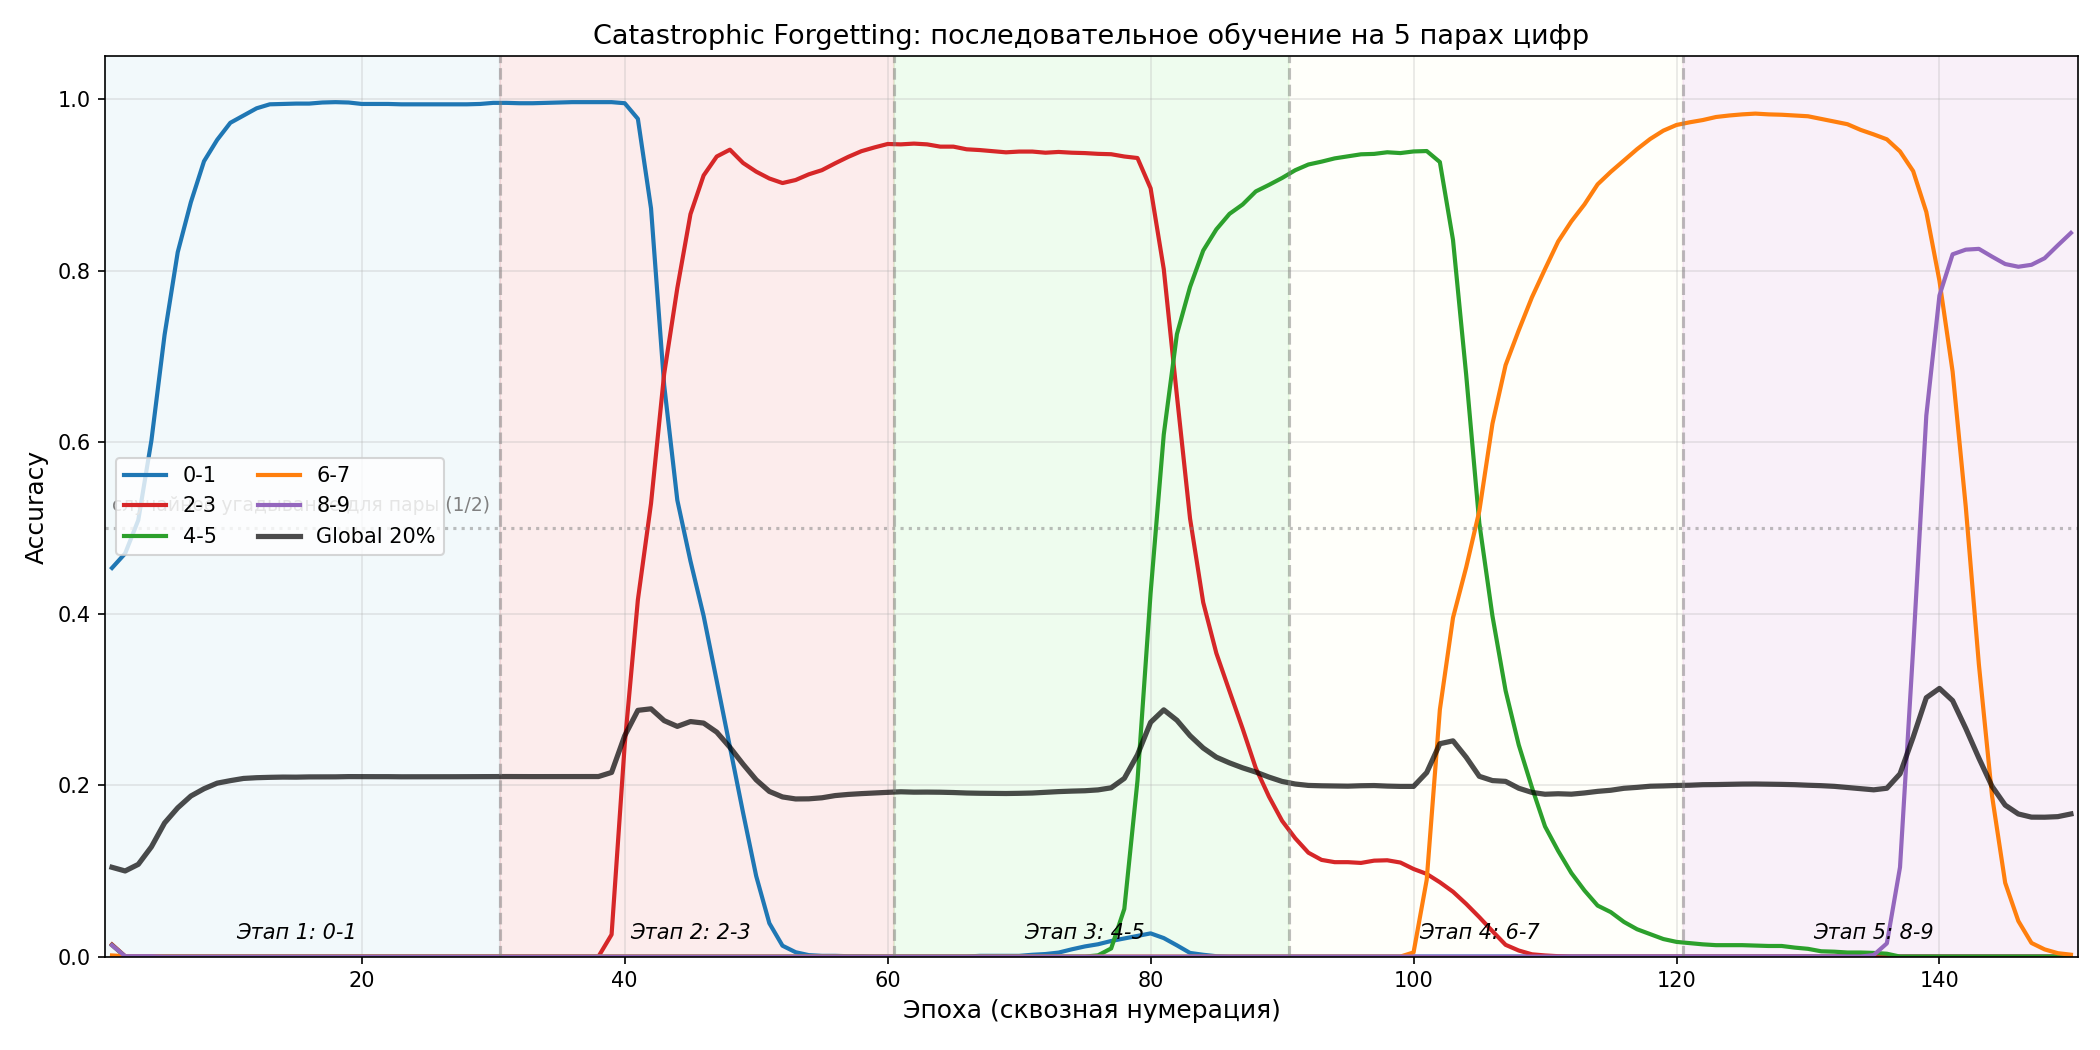 Catastrophic Forgetting: последовательное обучение на 5 парах цифр
Accuracy
1.0
0.8
0.6
0.4
0.2
0.0
0-1
2-3
4-5
6-7
8-9
Global 20%
угадывание для пары (1/2)
Этап 1: 0-1
Этап 2: 2-3
Этап 3: 4-5
Этап 4: 6-7
Этап 5: 8-9
20
40
60
80
100
120
140
Эпоха (сквозная нумерация)